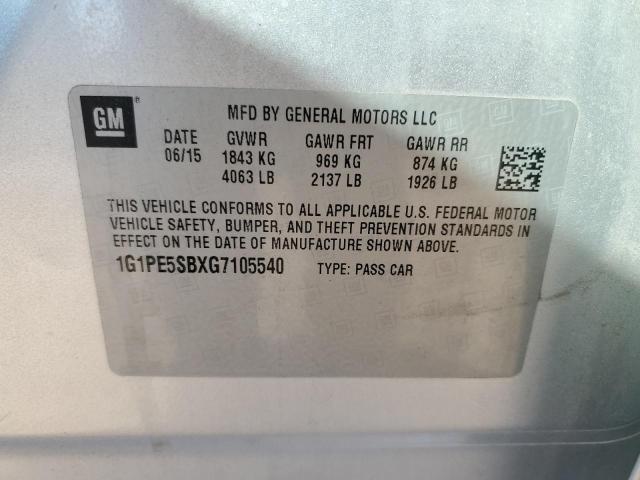 GM ®
MFD BY GENERAL MOTORS LLC
DATE GVWR GAWR FRT GAWR RR
06/15 1843 KG 969 KG 874 KG
4063 LB 2137 LB 1926 LB
THIS VEHICLE CONFORMS TO ALL APPLICABLE U.S. FEDERAL MOTOR
VEHICLE SAFETY, BUMPER, AND THEFT PREVENTION STANDARDS IN
EFFECT ON THE DATE OF MANUFACTURE SHOWN ABOVE.
1G1PE5SBXG7105540 TYPE: PASS CAR